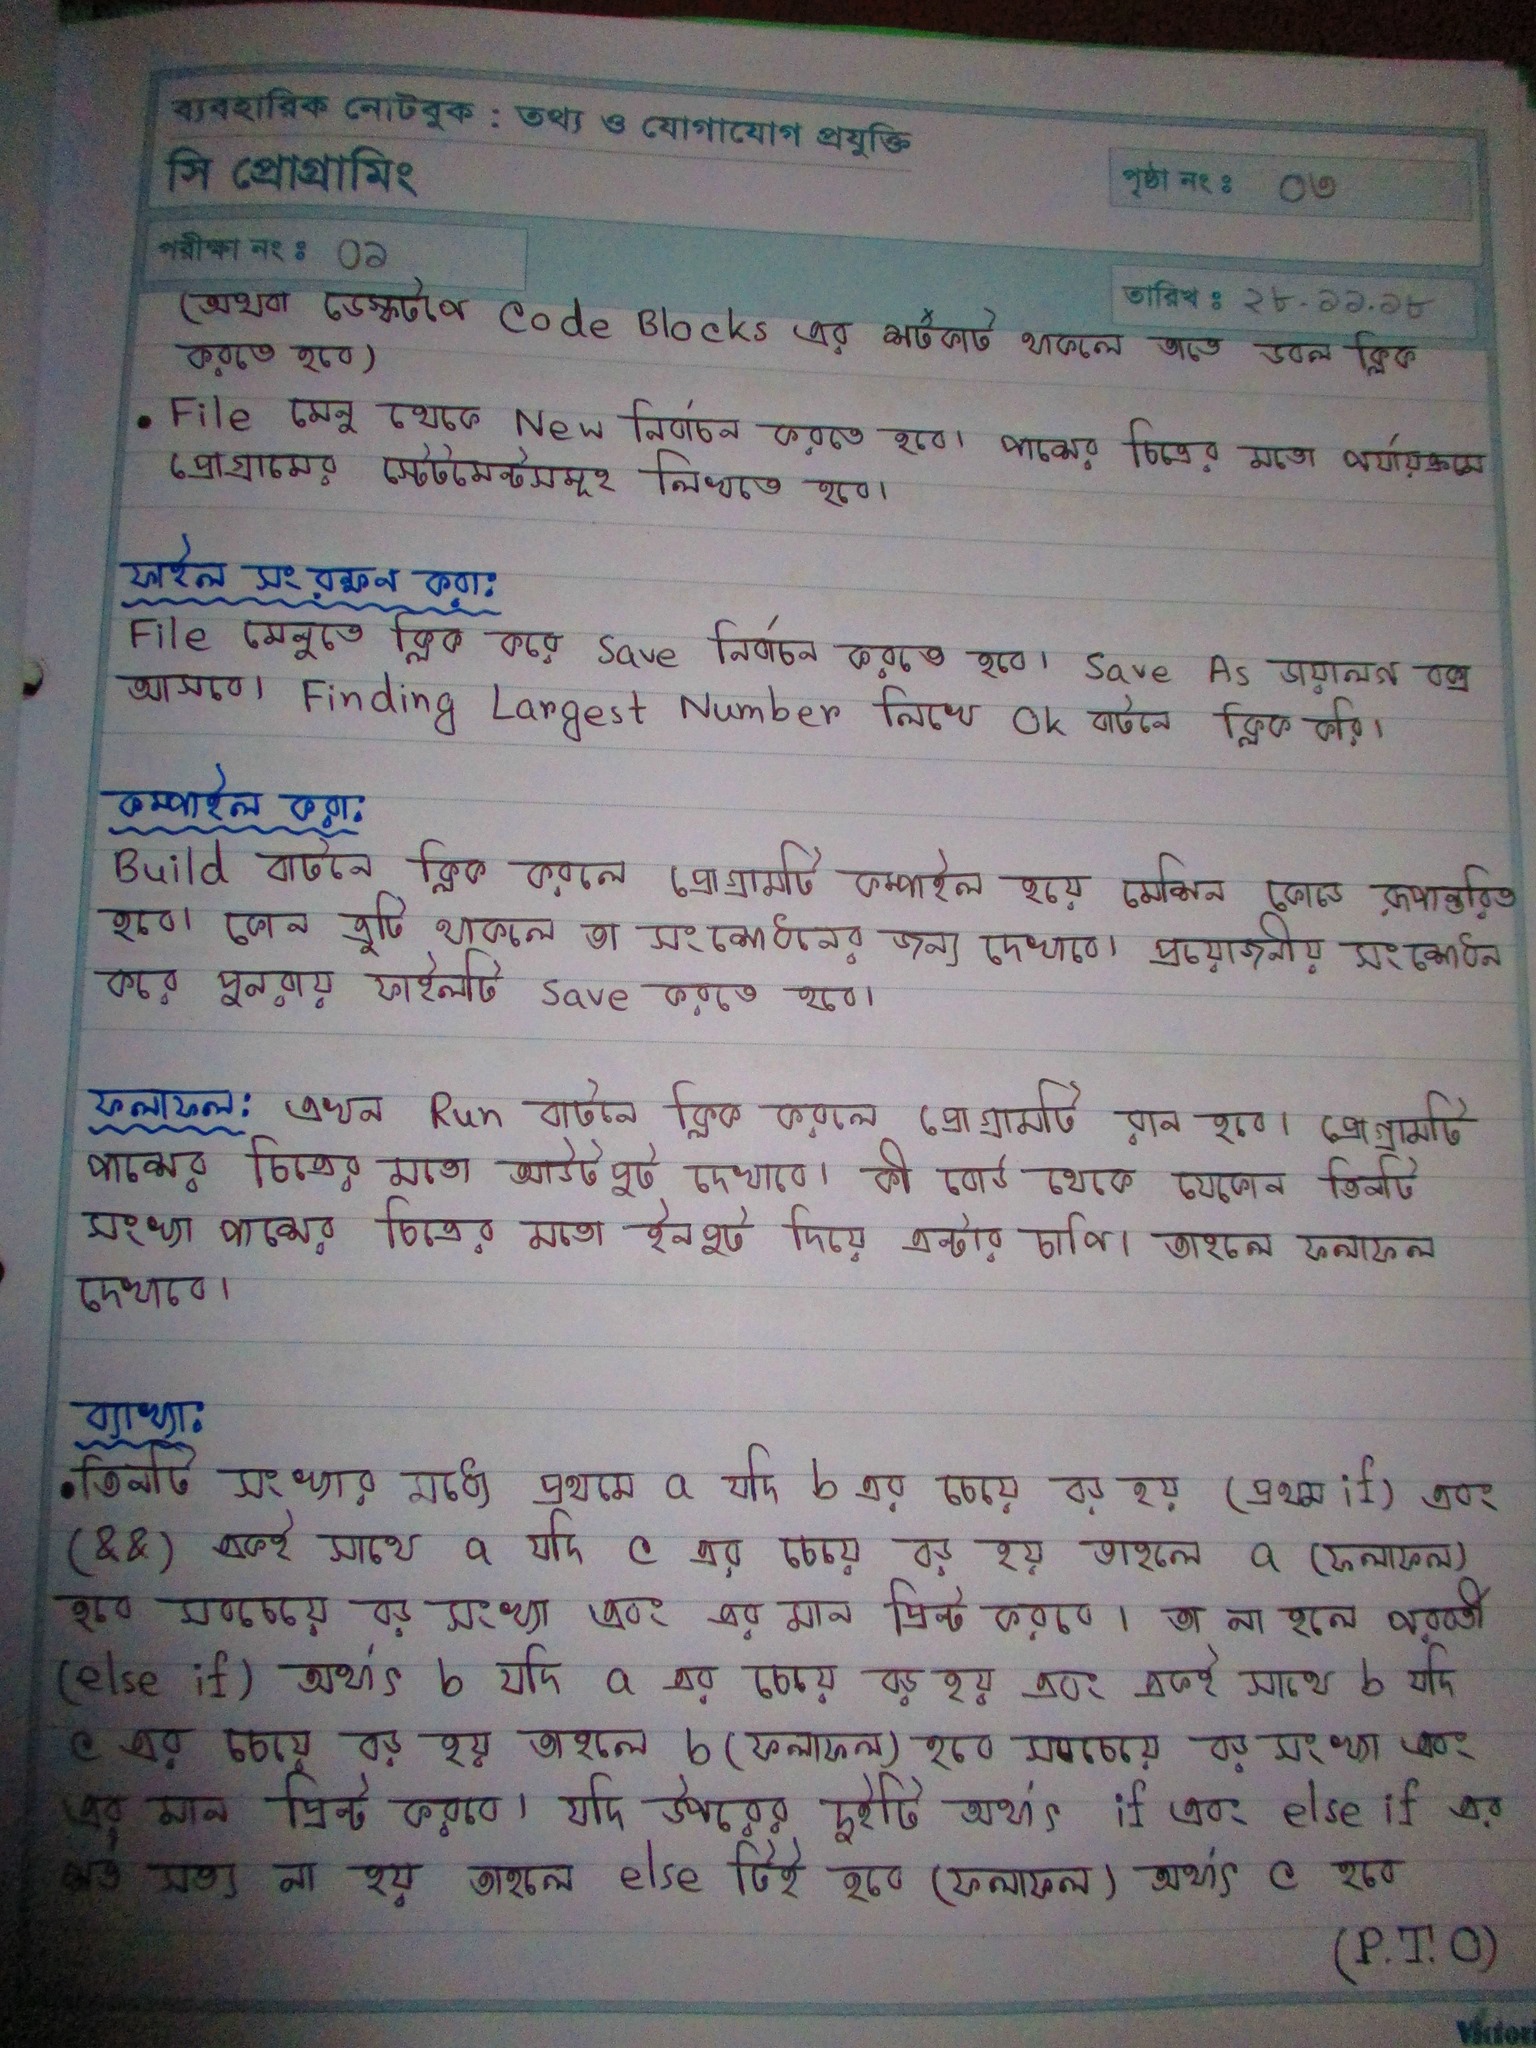 ব্যবহারিক নোটবুক : তথ্য ও যোগাযোগ প্রযুক্তি
সি প্রোগ্রামিং
পৃষ্ঠা নং : ০৩
পরীক্ষা নং : ০১
তারিখ : ২৮.১১.১৮
(অথবা ডেস্কটপে Code Blocks এর শর্টকার্ট থাকলে তাতে ডবল ক্লিক
করতে হবে)
• File মেনু থেকে New নির্বাচন করতে হবে। পাশের চিত্রের মতো পর্যায়ক্রমে
প্রোগ্রামের স্টেটমেন্টসমূহ লিখতে হবে।
ফাইল সংরক্ষন করা:
File মেনুতে ক্লিক করে Save নির্বাচন করতে হবে। Save As ডায়ালগ বক্স
আসবে। Finding Largest Number লিখে Ok বাটনে ক্লিক করি।
কম্পাইল করা:
Build বাটনে ক্লিক করলে প্রোগ্রামটি কম্পাইল হয়ে মেশিন কোডে রূপান্তরিত
হবে। কোন ত্রুটি থাকলে তা সংশোধনের জন্য দেখাবে। প্রয়োজনীয় সংশোধন
করে পুনরায় ফাইলটি save করতে হবে।
ফলাফল: এখন Run বাটনে ক্লিক করলে প্রোগ্রামটি রান হবে। প্রোগ্রামটি
পাশের চিত্রের মতো আউটপুট দেখাবে। কী বোর্ড থেকে যেকোন তিনটি
সংখ্যা পাশের চিত্রের মতো ইনপুট দিয়ে এন্টার চাপি। তাহলে ফলাফল
দেখাবে।
ব্যাখ্যা:
• তিনটি সংখ্যার মধ্যে প্রথমে a যদি b এর চেয়ে বড় হয় (প্রথম if) এবং
(&&) একই সাথে a যদি c এর চেয়ে বড় হয় তাহলে a (ফলাফল)
হবে সবচেয়ে বড় সংখ্যা এবং এর মান প্রিন্ট করবে। তা না হলে পরবর্তী
(else if) অর্থাৎ b যদি a এর চেয়ে বড় হয় এবং একই সাথে b যদি
c এর চেয়ে বড় হয় তাহলে b (ফলাফল) হবে সবচেয়ে বড় সংখ্যা এবং
এর মান প্রিন্ট করবে। যদি উপরের দুইটি অর্থাৎ if এবং else if এর
শর্ত সত্য না হয় তাহলে else টিই হবে (ফলাফল) অর্থাৎ c হবে
(P.T.O)